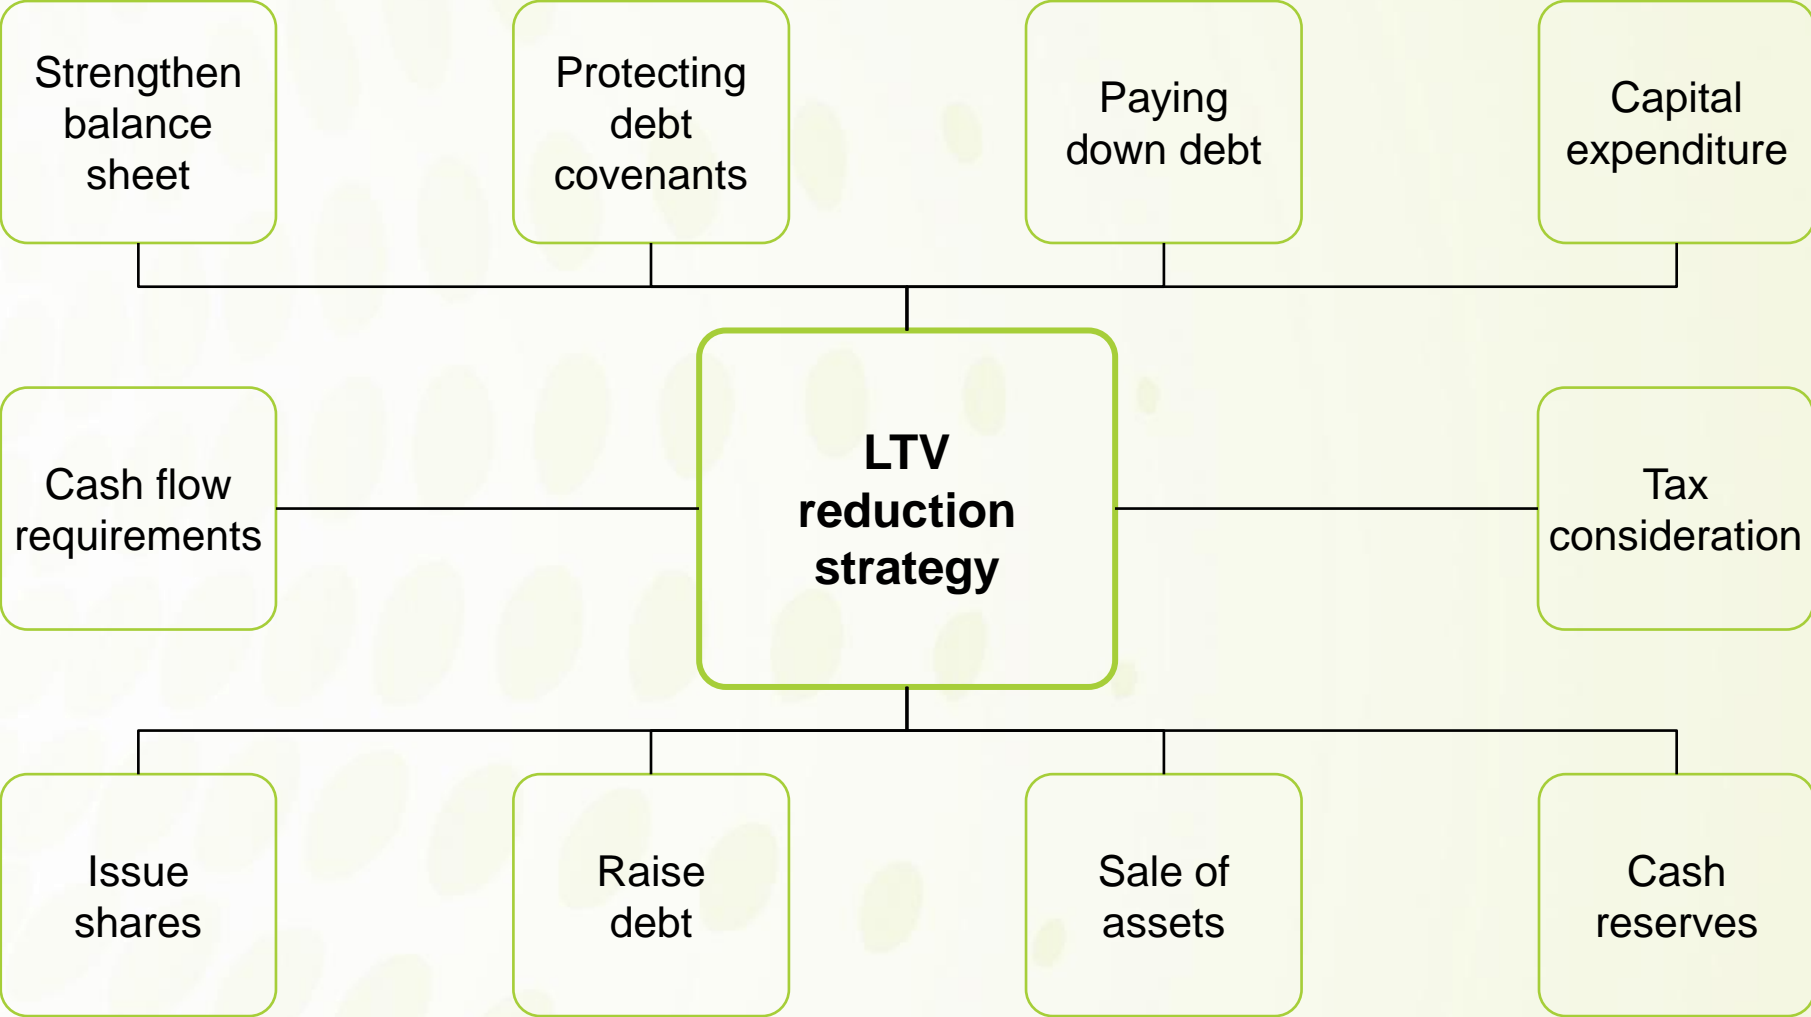 Strengthen
balance
sheet
Protecting
debt
covenants
Paying
down debt
Capital
expenditure
Cash flow
requirements
LTV
reduction
strategy
Tax
consideration
Issue
shares
Raise
debt
Sale of
assets
Cash
reserves